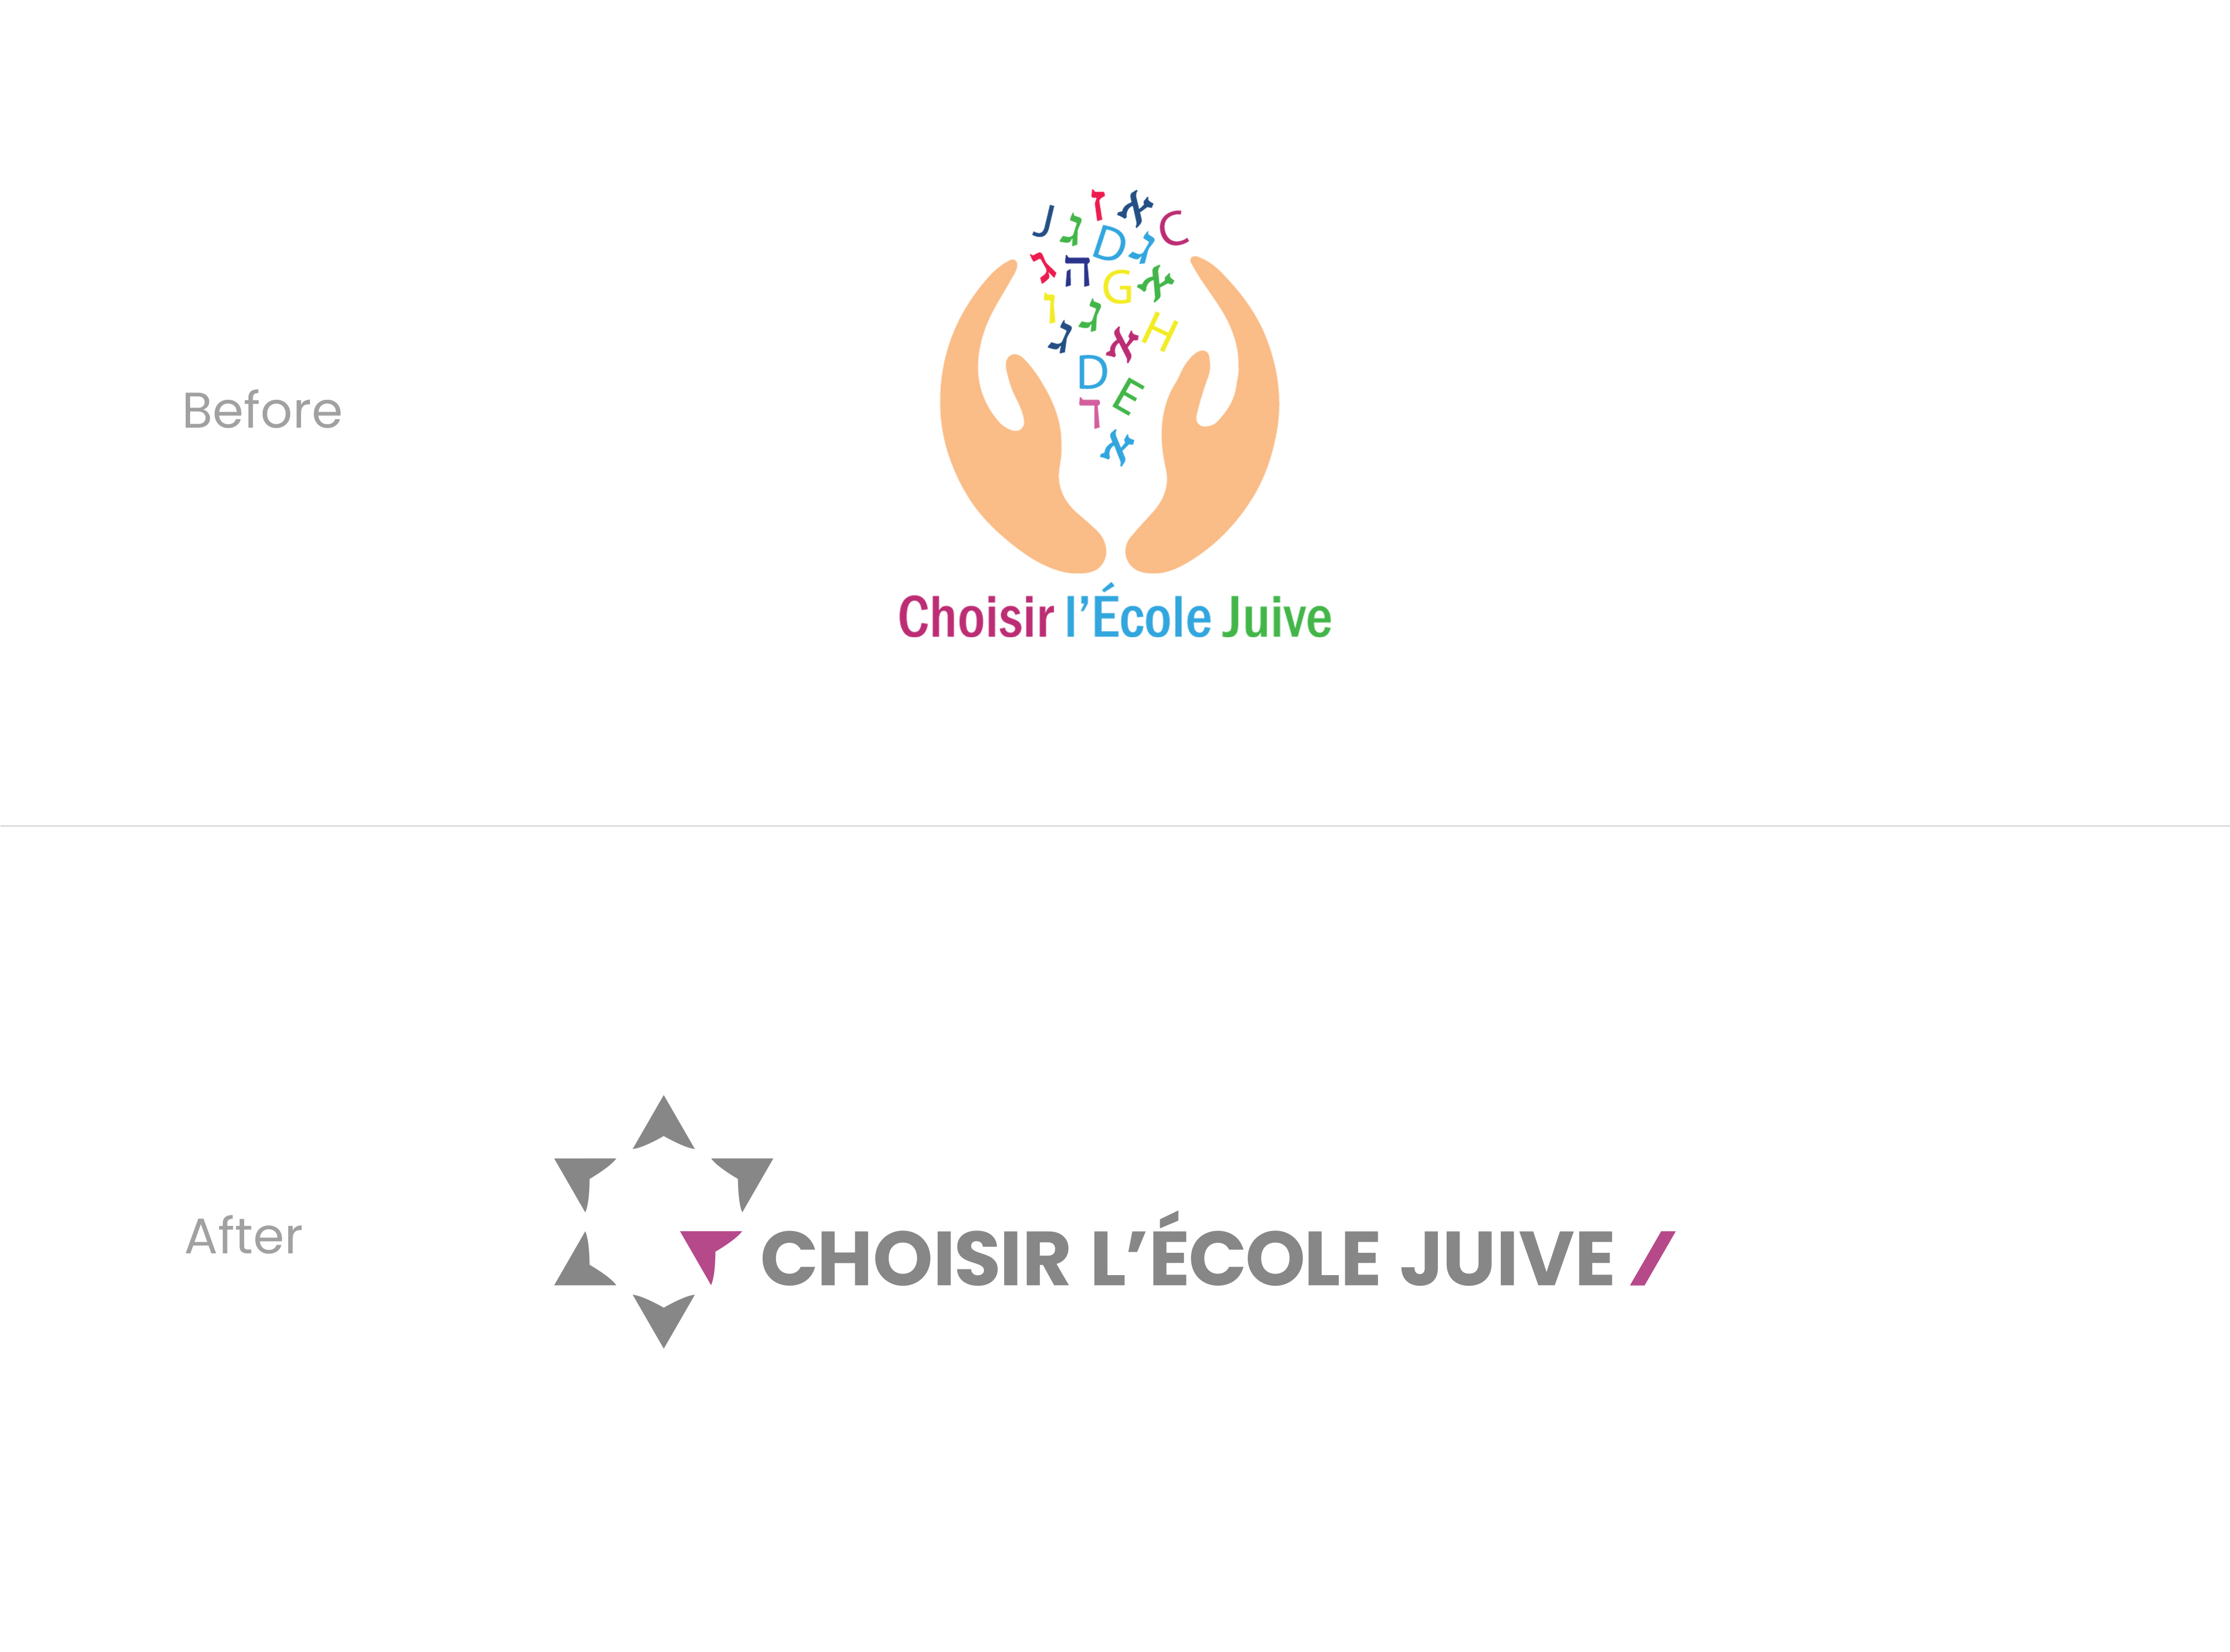 Before
J ז א C
נ D נ
ג ה G א
ו נ H
נ א
D E
ד
א
Choisir l'École Juive
After
CHOISIR L'ÉCOLE JUIVE /